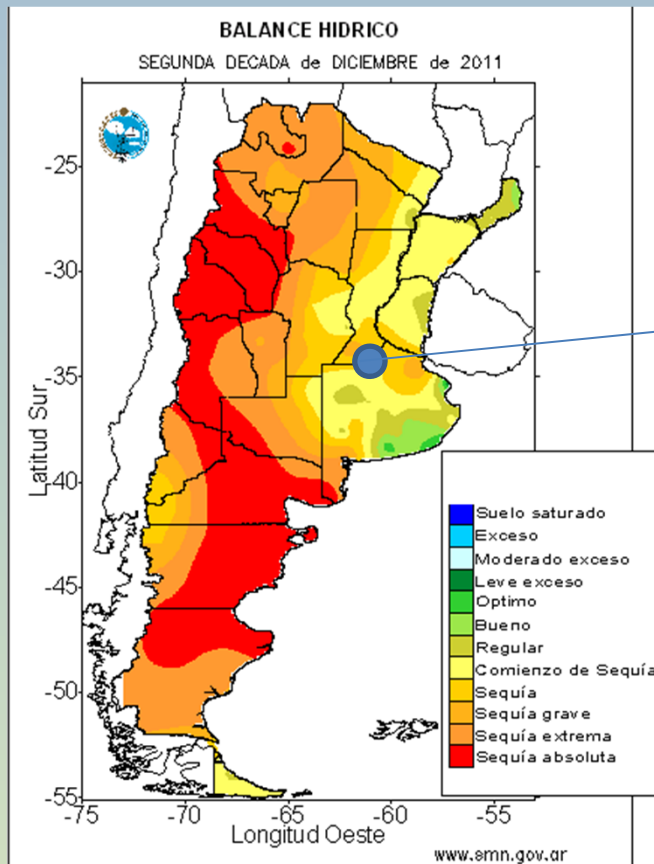 BALANCE HIDRICO
SEGUNDA DECADA de DICIEMBRE de 2011
-25
-30
-35
-40
-45
-50
-55
Latitud Sur
-75
-70
-65
-60
-55
Longitud Oeste
Suelo saturado
Exceso
Moderado exceso
Leve exceso
Optimo
Bueno
Regular
Comienzo de Sequía
Sequía
Sequía grave
Sequía extrema
Sequía absoluta
www.smn.gov.ar